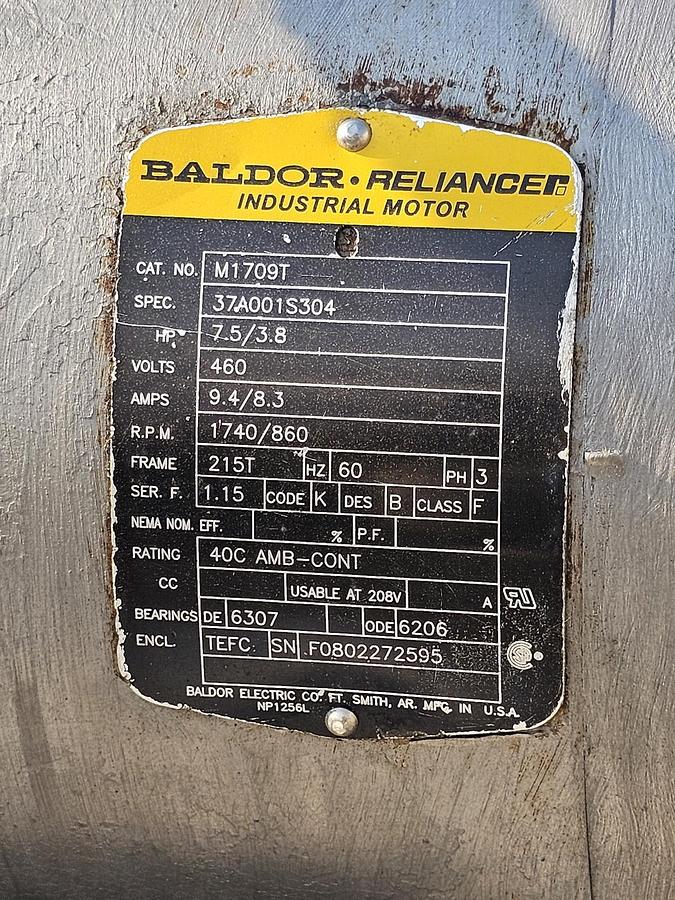 BALDOR • RELIANCER
INDUSTRIAL MOTOR
CAT. NO. M1709T
SPEC. 37A001S304
HP 7.5/3.8
VOLTS 460
AMPS 9.4/8.3
R.P.M. 1740/860
FRAME 215T HZ 60 PH 3
SER. F. 1.15 CODE K DES B CLASS F
NEMA NOM. EFF. % P.F. %
RATING 40C AMB-CONT
CC USABLE AT 208V A
BEARINGS DE 6307 ODE 6206
ENCL. TEFC SN F0802272595
BALDOR ELECTRIC CO. FT. SMITH, AR. MFG. IN U.S.A.
NP1256L